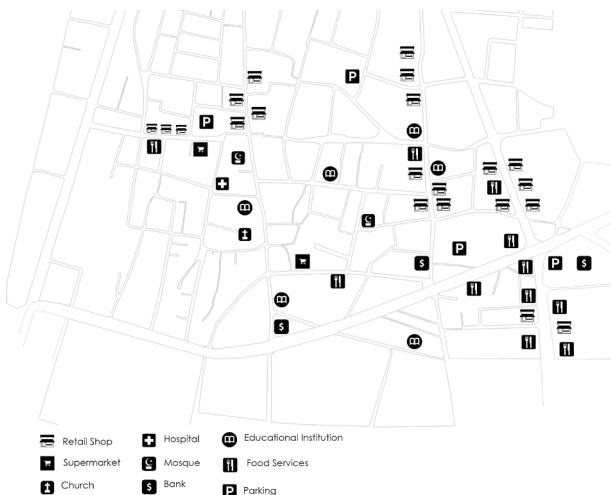 Retail Shop
Hospital
Educational Institution
Supermarket
Mosque
Food Services
Church
Bank
Parking